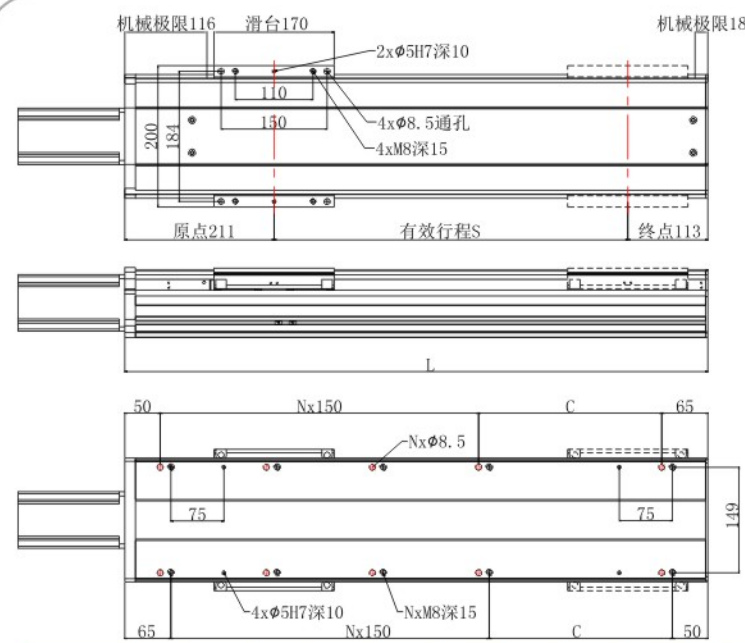 机械极限116
滑台170
机械极限18
2xφ5H7深10
110
150
200
184
4xφ8.5通孔
4xM8深15
原点211
有效行程S
终点113
L
50
Nx150
C
65
Nxφ8.5
75
75
149
4xφ5H7深10
NxM8深15
65
Nx150
C
50